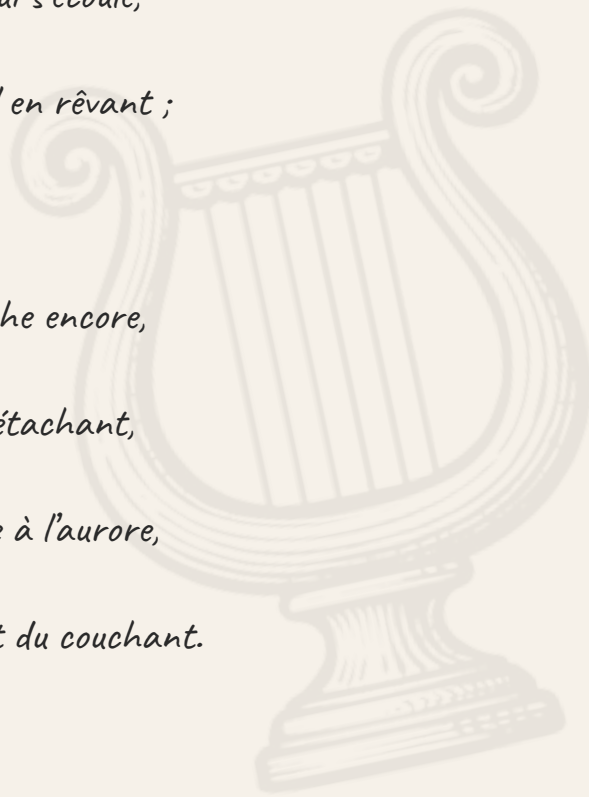 s'écoule,
en rêvant ;
he encore,
étachant,
à l'aurore,
t du couchant.